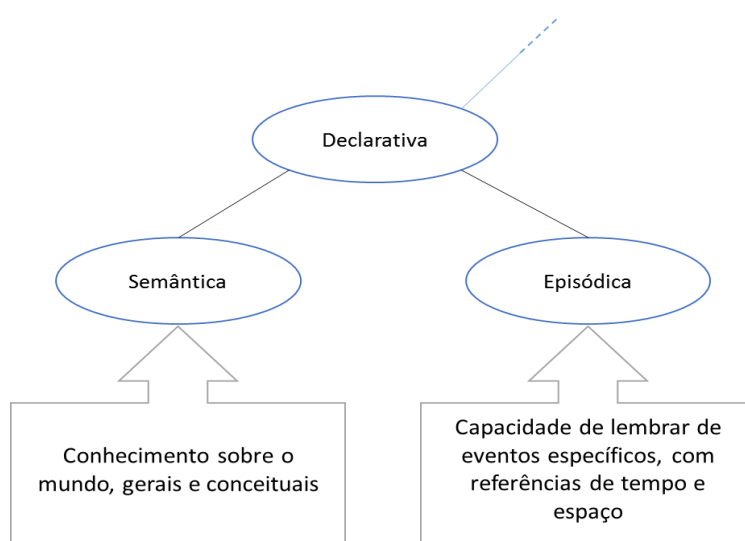 Declarativa
Semântica
Episódica
Conhecimento sobre o
mundo, gerais e conceituais
Capacidade de lembrar de
eventos específicos, com
referências de tempo e
espaço